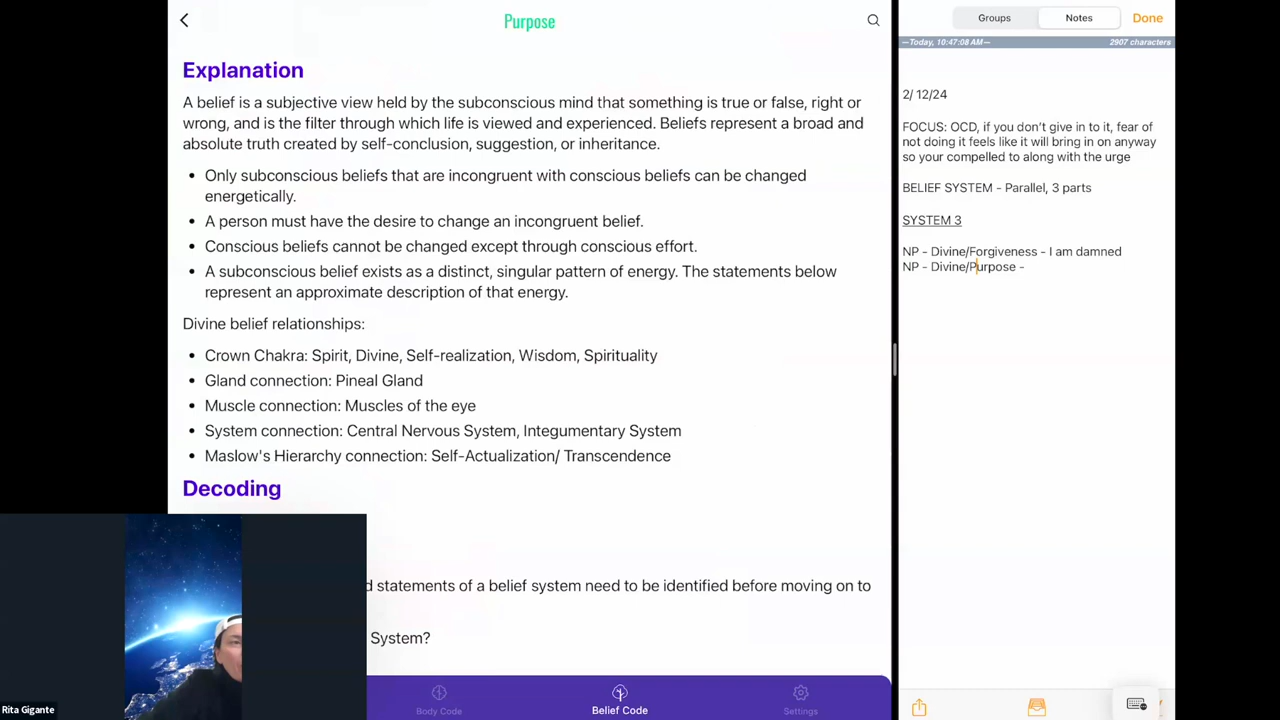 Purpose
Explanation
A belief is a subjective view held by the subconscious mind that something is true or false, right or
wrong, and is the filter through which life is viewed and experienced. Beliefs represent a broad and
absolute truth created by self-conclusion, suggestion, or inheritance.
• Only subconscious beliefs that are incongruent with conscious beliefs can be changed
energetically.
• A person must have the desire to change an incongruent belief.
• Conscious beliefs cannot be changed except through conscious effort.
• A subconscious belief exists as a distinct, singular pattern of energy. The statements below
represent an approximate description of that energy.
Divine belief relationships:
• Crown Chakra: Spirit, Divine, Self-realization, Wisdom, Spirituality
• Gland connection: Pineal Gland
• Muscle connection: Muscles of the eye
• System connection: Central Nervous System, Integumentary System
• Maslow's Hierarchy connection: Self-Actualization/ Transcendence
Decoding
statements of a belief system need to be identified before moving on to
System?
Body Code
Belief Code
Settings
Rita Gigante
Groups
Notes
Done
—Today, 10:47:08 AM—
2907 characters
2/ 12/24
FOCUS: OCD, if you don't give in to it, fear of
not doing it feels like it will bring in on anyway
so your compelled to along with the urge
BELIEF SYSTEM - Parallel, 3 parts
SYSTEM 3
NP - Divine/Forgiveness - I am damned
NP - Divine/Purpose -